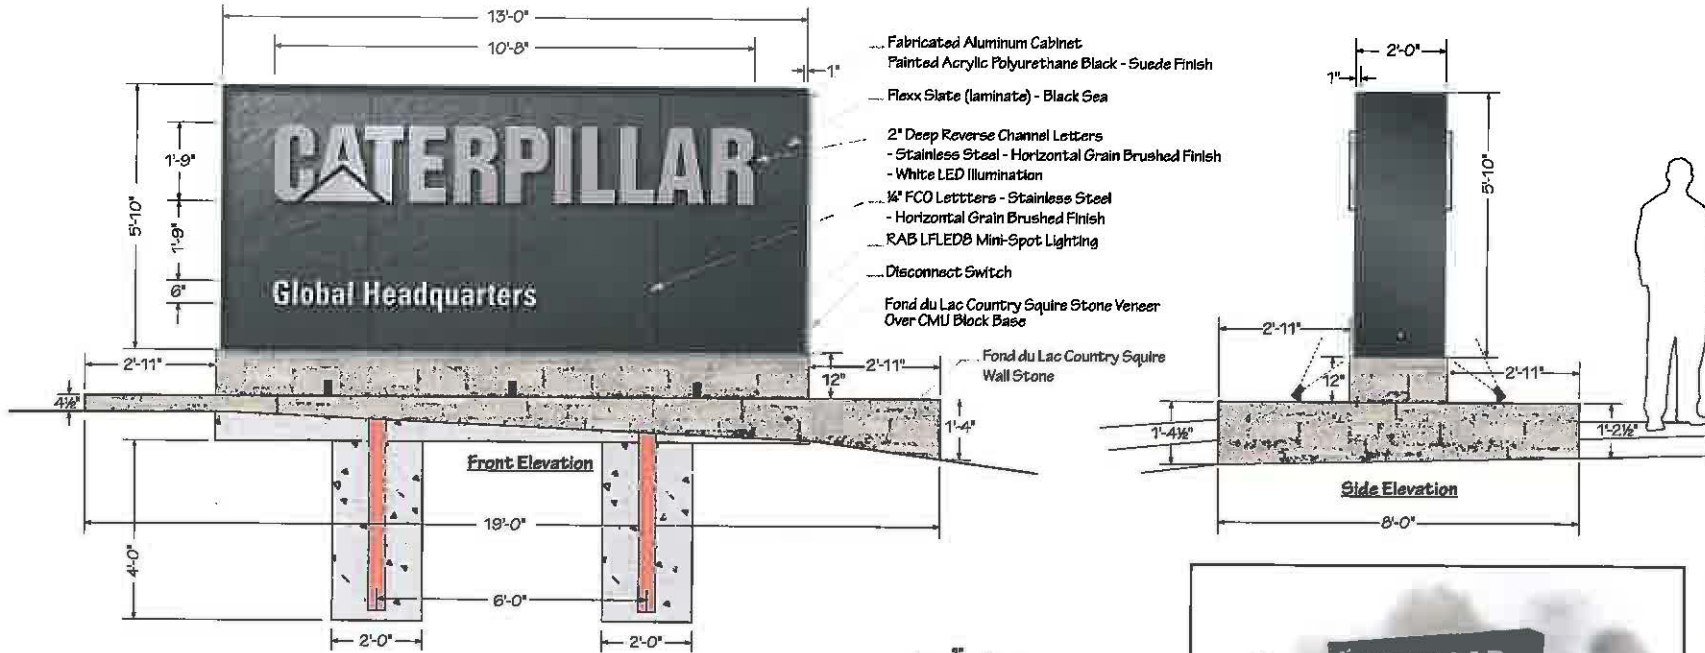 13'-0"
10'-8"
1"
5'-10"
1'-9"
1'-9"
6"
CATERPILLAR
Global Headquarters
Fabricated Aluminum Cabinet
Painted Acrylic Polyurethane Black - Suede Finish
Flexx Slate (laminate) - Black Sea
2" Deep Reverse Channel Letters
- Stainless Steel - Horizontal Grain Brushed Finish
- White LED Illumination
¼" FCO Lettters - Stainless Steel
- Horizontal Grain Brushed Finish
RAB LFLED8 Mini-Spot Lighting
Disconnect Switch
Fond du Lac Country Squire Stone Veneer
Over CMU Block Base
Fond du Lac Country Squire
Wall Stone
2'-11"
12"
2'-11"
4½"
1'-4"
Front Elevation
19'-0"
4'-0"
6'-0"
2'-0"
2'-0"
2'-0"
1"
5'-10"
2'-11"
12"
2'-11"
1'-4½"
1'-2½"
Side Elevation
8'-0"